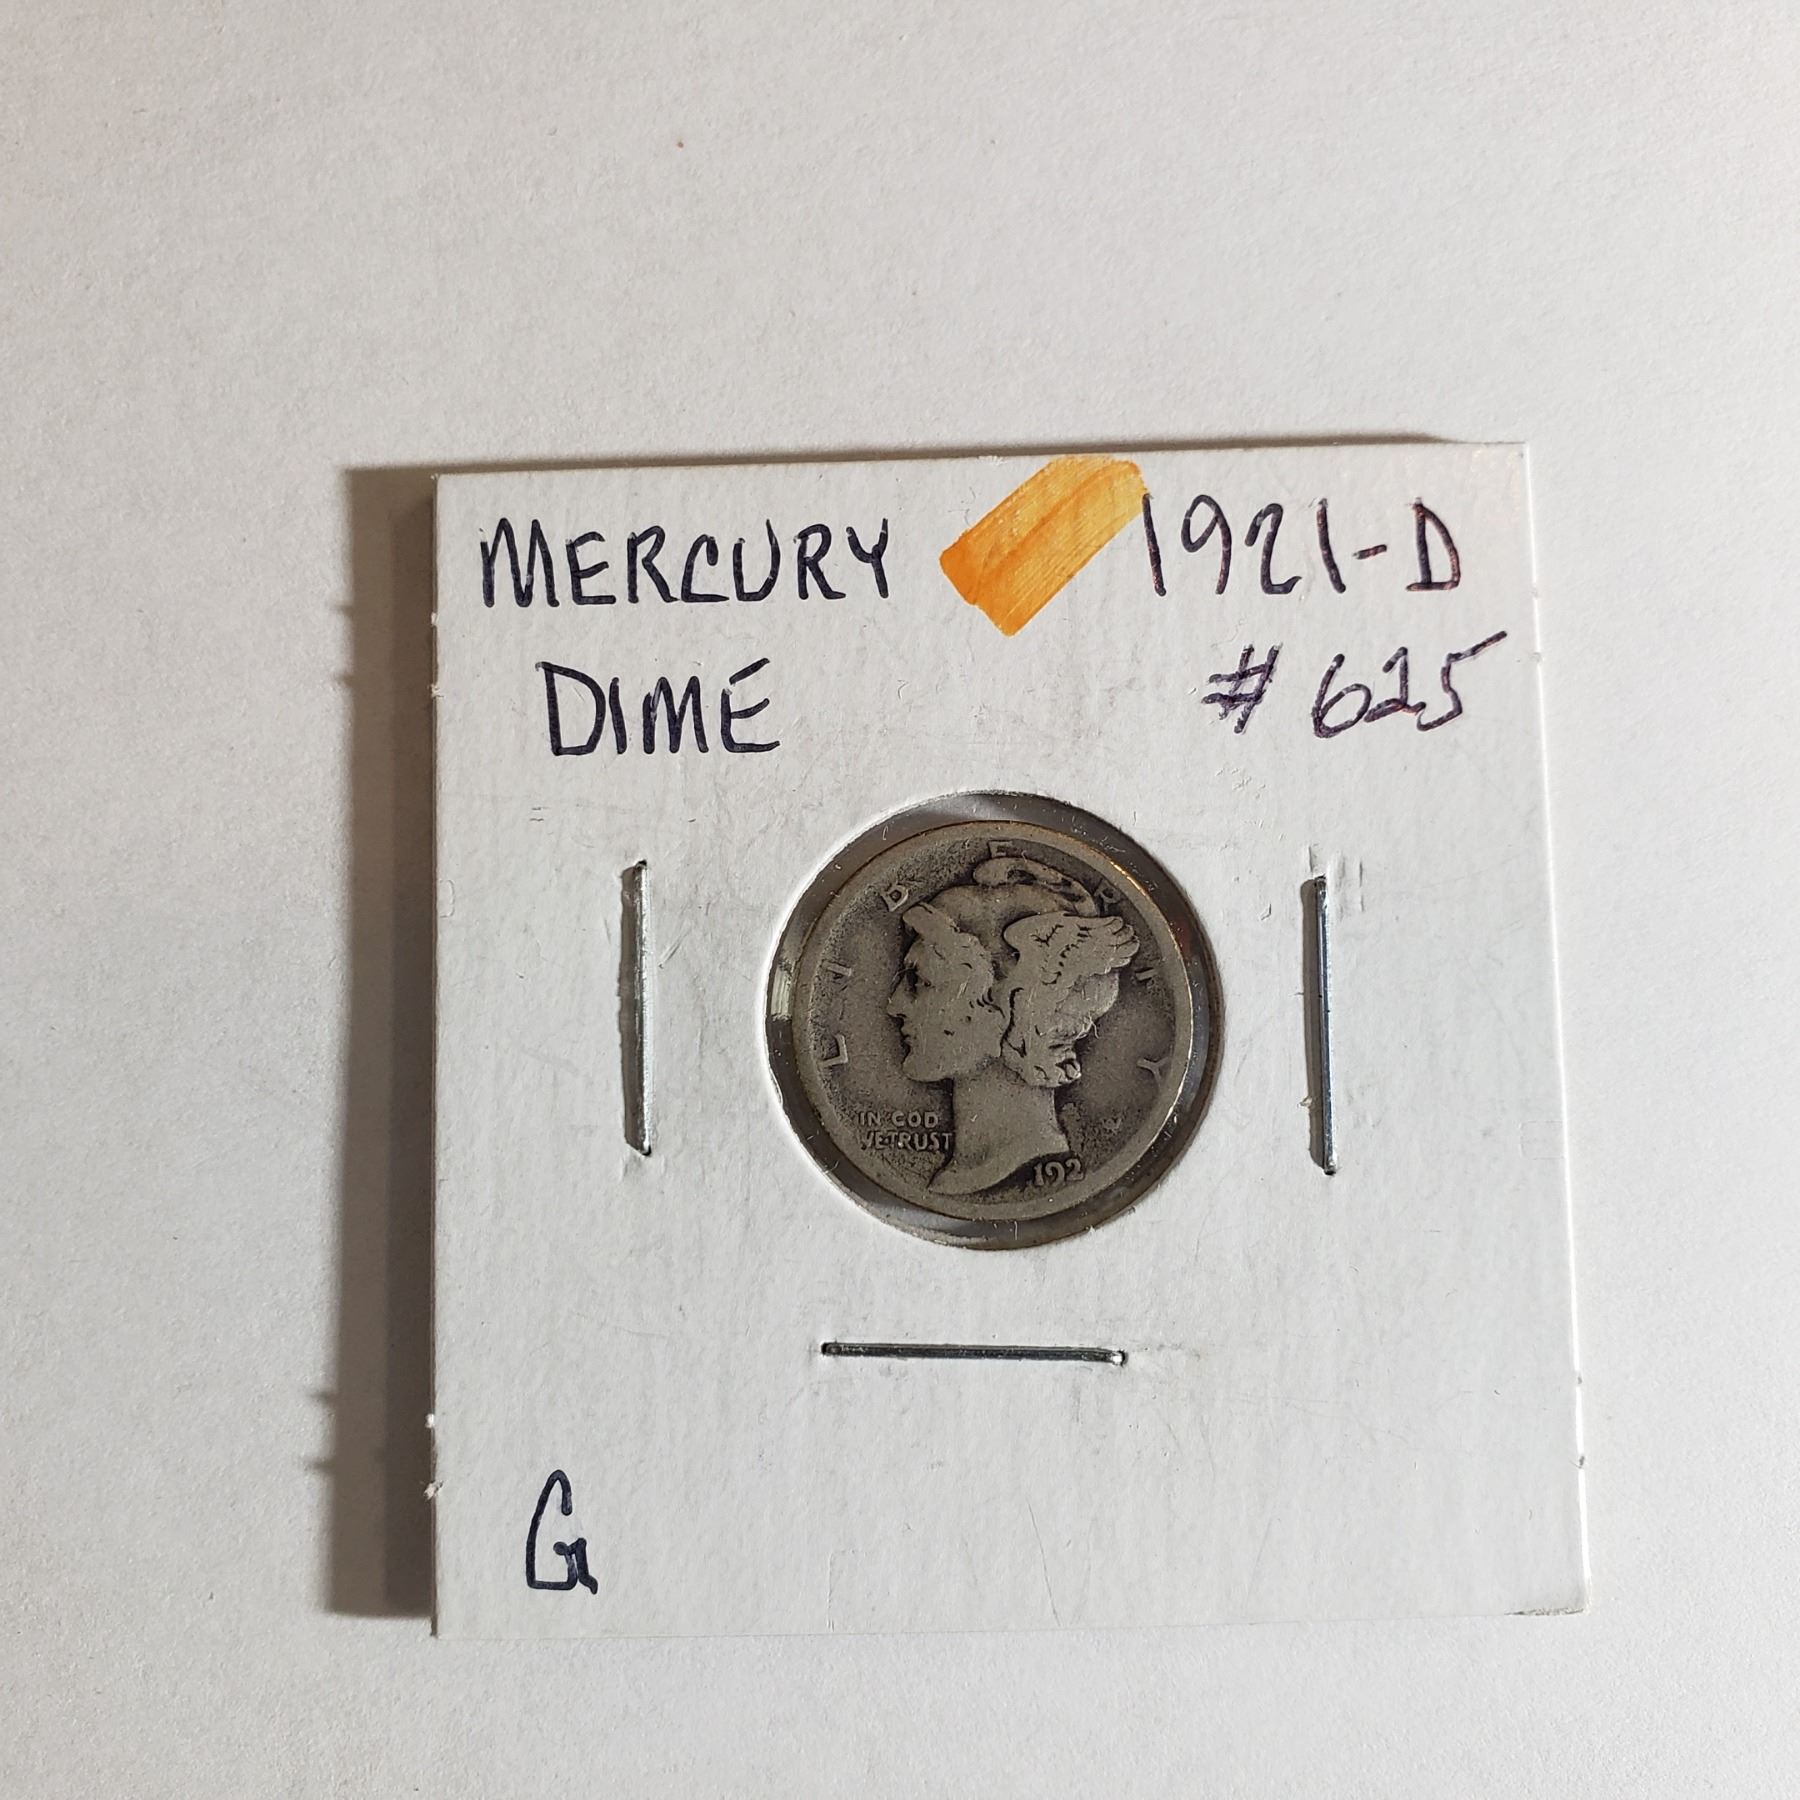 MERCURY 1921-D
DIME # 625
LIBERTY
IN GOD
WE TRUST
192
G